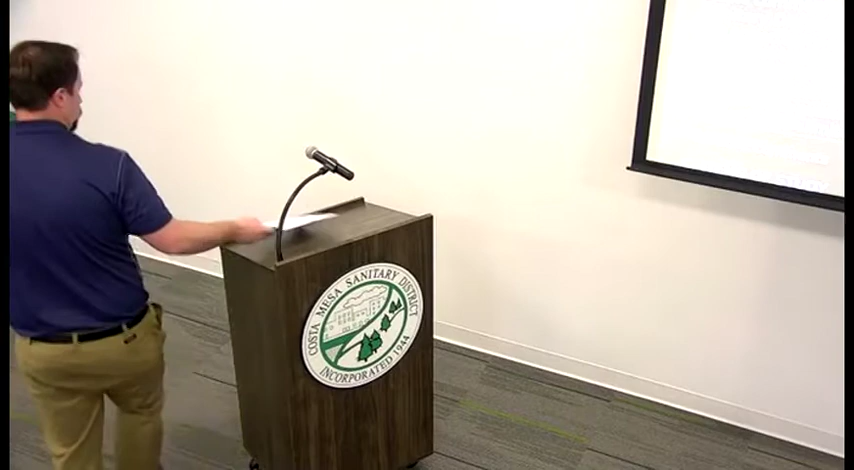 COSTA MESA SANITARY DISTRICT
INCORPORATED 1944